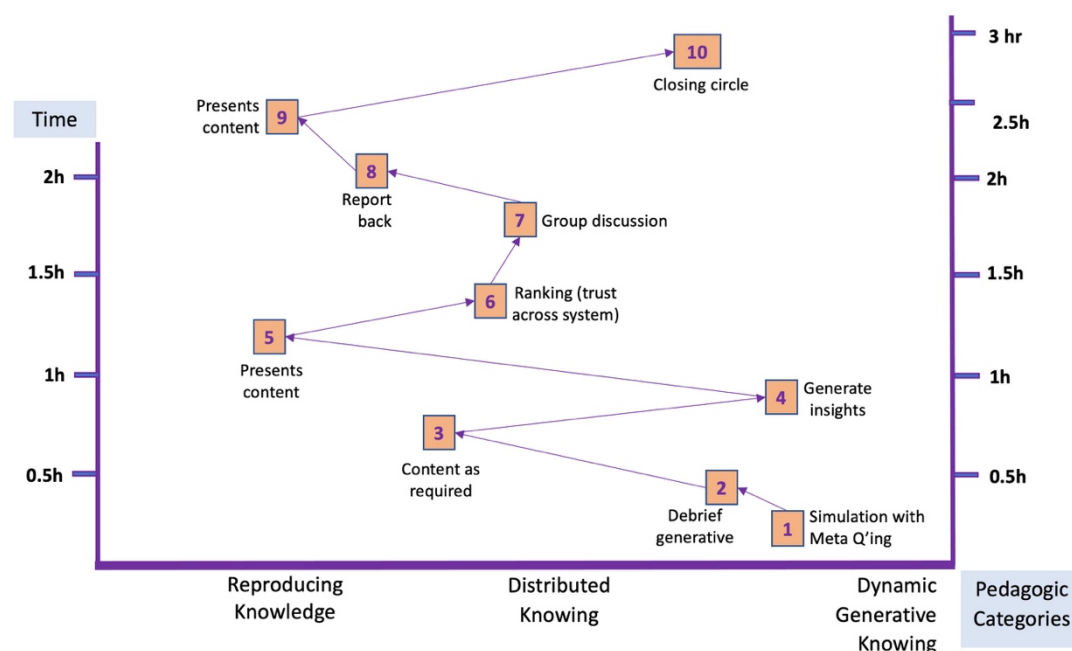 3 hr
10
Closing circle
Presents
content
9
Time
2.5h
8
Report
back
2h
2h
7
Group discussion
1.5h
1.5h
6
Ranking (trust
across system)
5
Presents
content
1h
1h
4
Generate
insights
3
Content as
required
0.5h
0.5h
2
Debrief
generative
1
Simulation with
Meta Q’ing
Reproducing
Knowledge
Distributed
Knowing
Dynamic
Generative
Knowing
Pedagogic
Categories